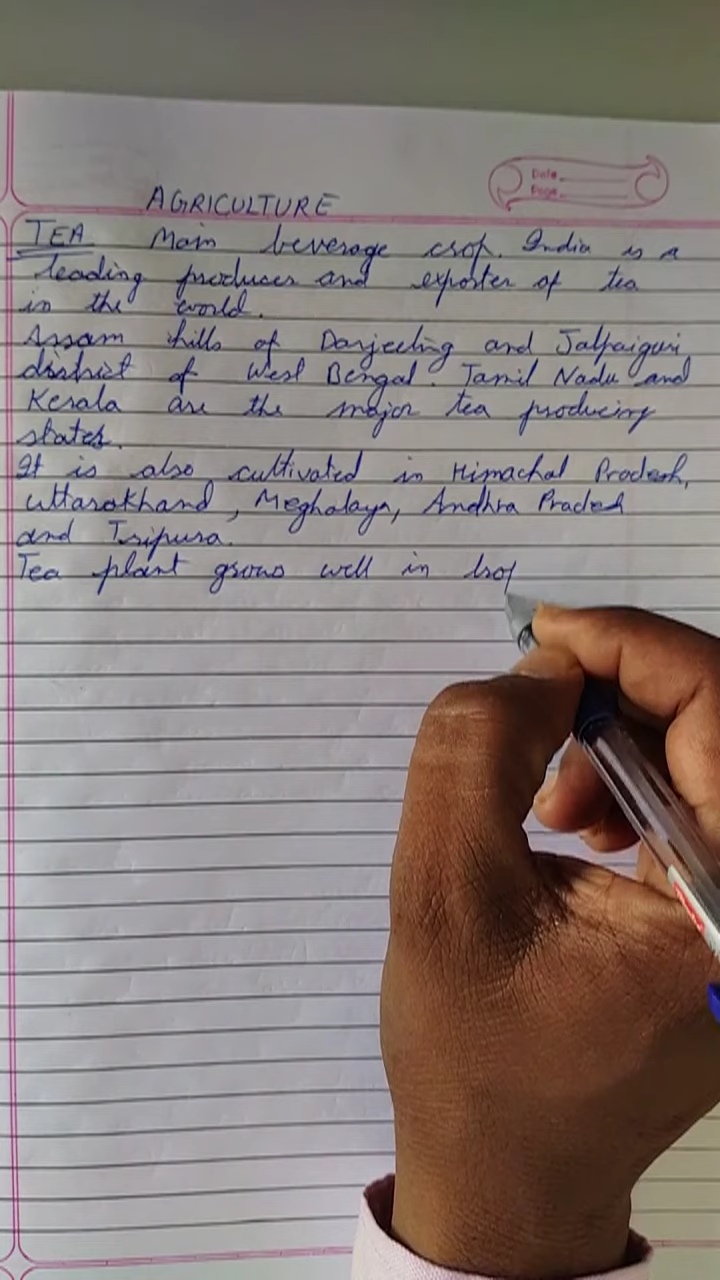 Date
Page
AGRICULTURE
TEA Main beverage crop. India is a
leading producer and exporter of tea
in the world.
Assam hills of Darjeeling and Jalpaiguri
district of West Bengal. Tamil Nadu and
Kerala are the major tea producing
states.
It is also cultivated in Himachal Pradesh,
Uttarakhand, Meghalaya, Andhra Pradesh
and Tripura.
Tea plant grows well in trop